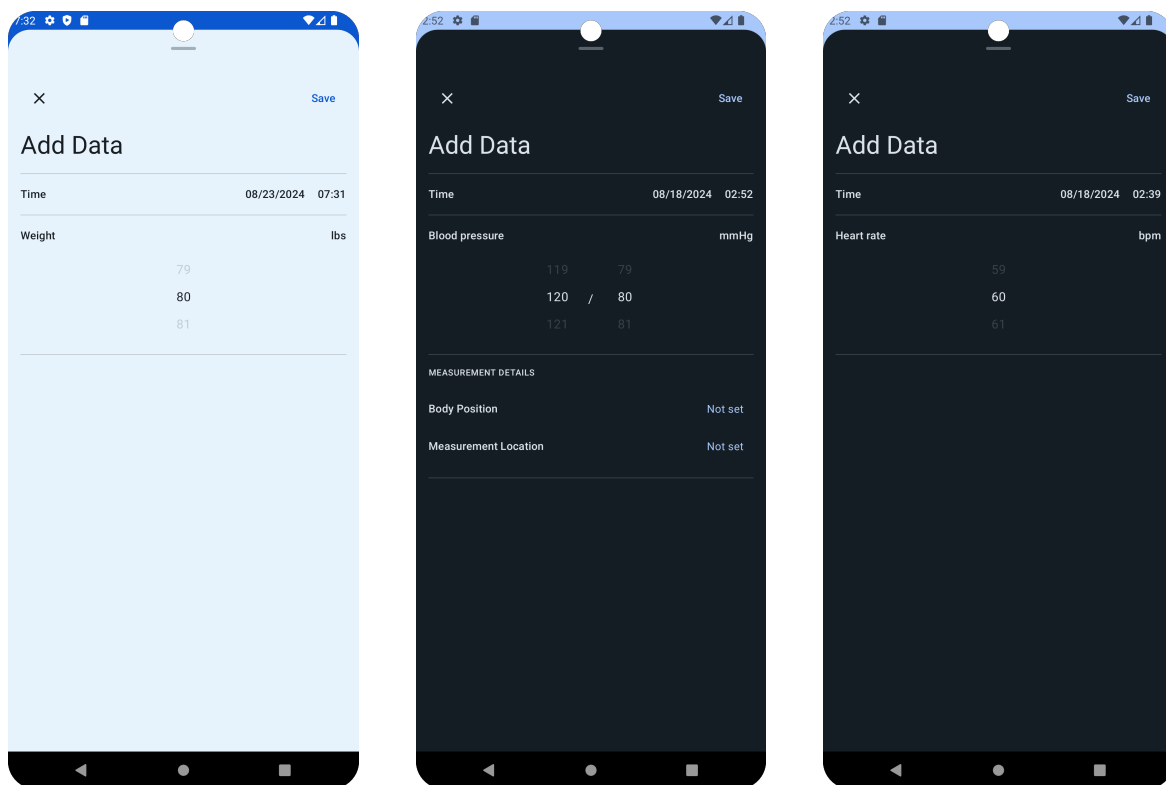 7:32
Save
Add Data
Time 08/23/2024 07:31
Weight lbs
79
80
81
2:52
Save
Add Data
Time 08/18/2024 02:52
Blood pressure mmHg
119 79
120 / 80
121 81
MEASUREMENT DETAILS
Body Position Not set
Measurement Location Not set
2:52
Save
Add Data
Time 08/18/2024 02:39
Heart rate bpm
59
60
61